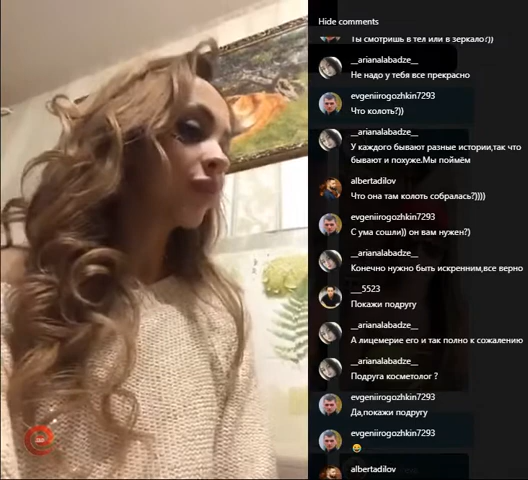 Hide comments
Ты смотришь в тел или в зеркало?))
__arianalabadze__
Не надо у тебя все прекрасно
evgeniirogozhkin7293
Что колоть?))
__arianalabadze__
У каждого бывают разные истории,так что
бывают и похуже.Мы поймём
albertadilov
Что она там колоть собралась?))))
evgeniirogozhkin7293
С ума сошли)) он вам нужен?)
__arianalabadze__
Конечно нужно быть искренним,все верно
___5523
Покажи подругу
__arianalabadze__
А лицемерие его и так полно к сожалению
__arianalabadze__
Подруга косметолог ?
evgeniirogozhkin7293
Да,покажи подругу
evgeniirogozhkin7293
😂
albertadilov